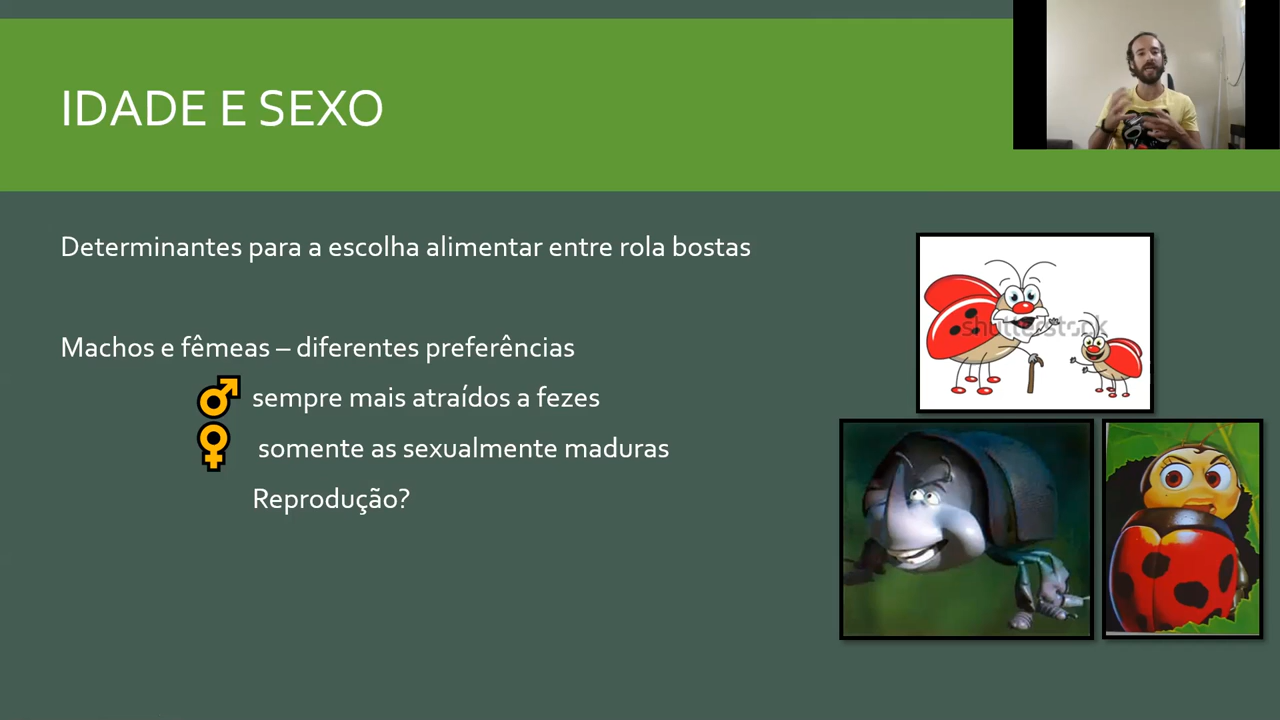 IDADE E SEXO
Determinantes para a escolha alimentar entre rola bostas
Machos e fêmeas – diferentes preferências
sempre mais atraídos a fezes
somente as sexualmente maduras
Reprodução?
shutterstock